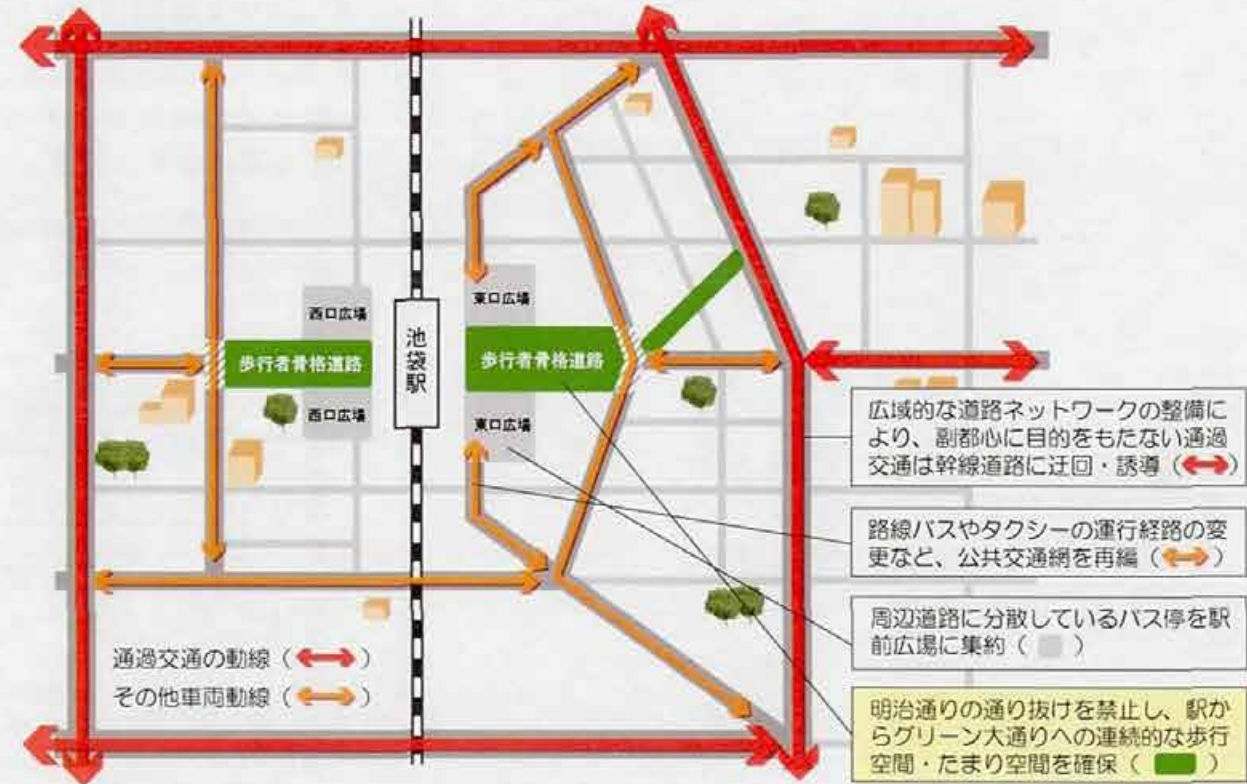 西口広場
東口広場
池袋駅
歩行者骨格道路
歩行者骨格道路
西口広場
東口広場
広域的な道路ネットワークの整備に
より、副都心に目的をもたない通過
交通は幹線道路に迂回・誘導（）
路線バスやタクシーの運行経路の変
更など、公共交通網を再編（）
周辺道路に分散しているバス停を駅
前広場に集約（）
明治通りの通り抜けを禁止し、駅か
らグリーン大通りへの連続的な歩行
空間・たまり空間を確保（）
通過交通の動線（）
その他車両動線（）